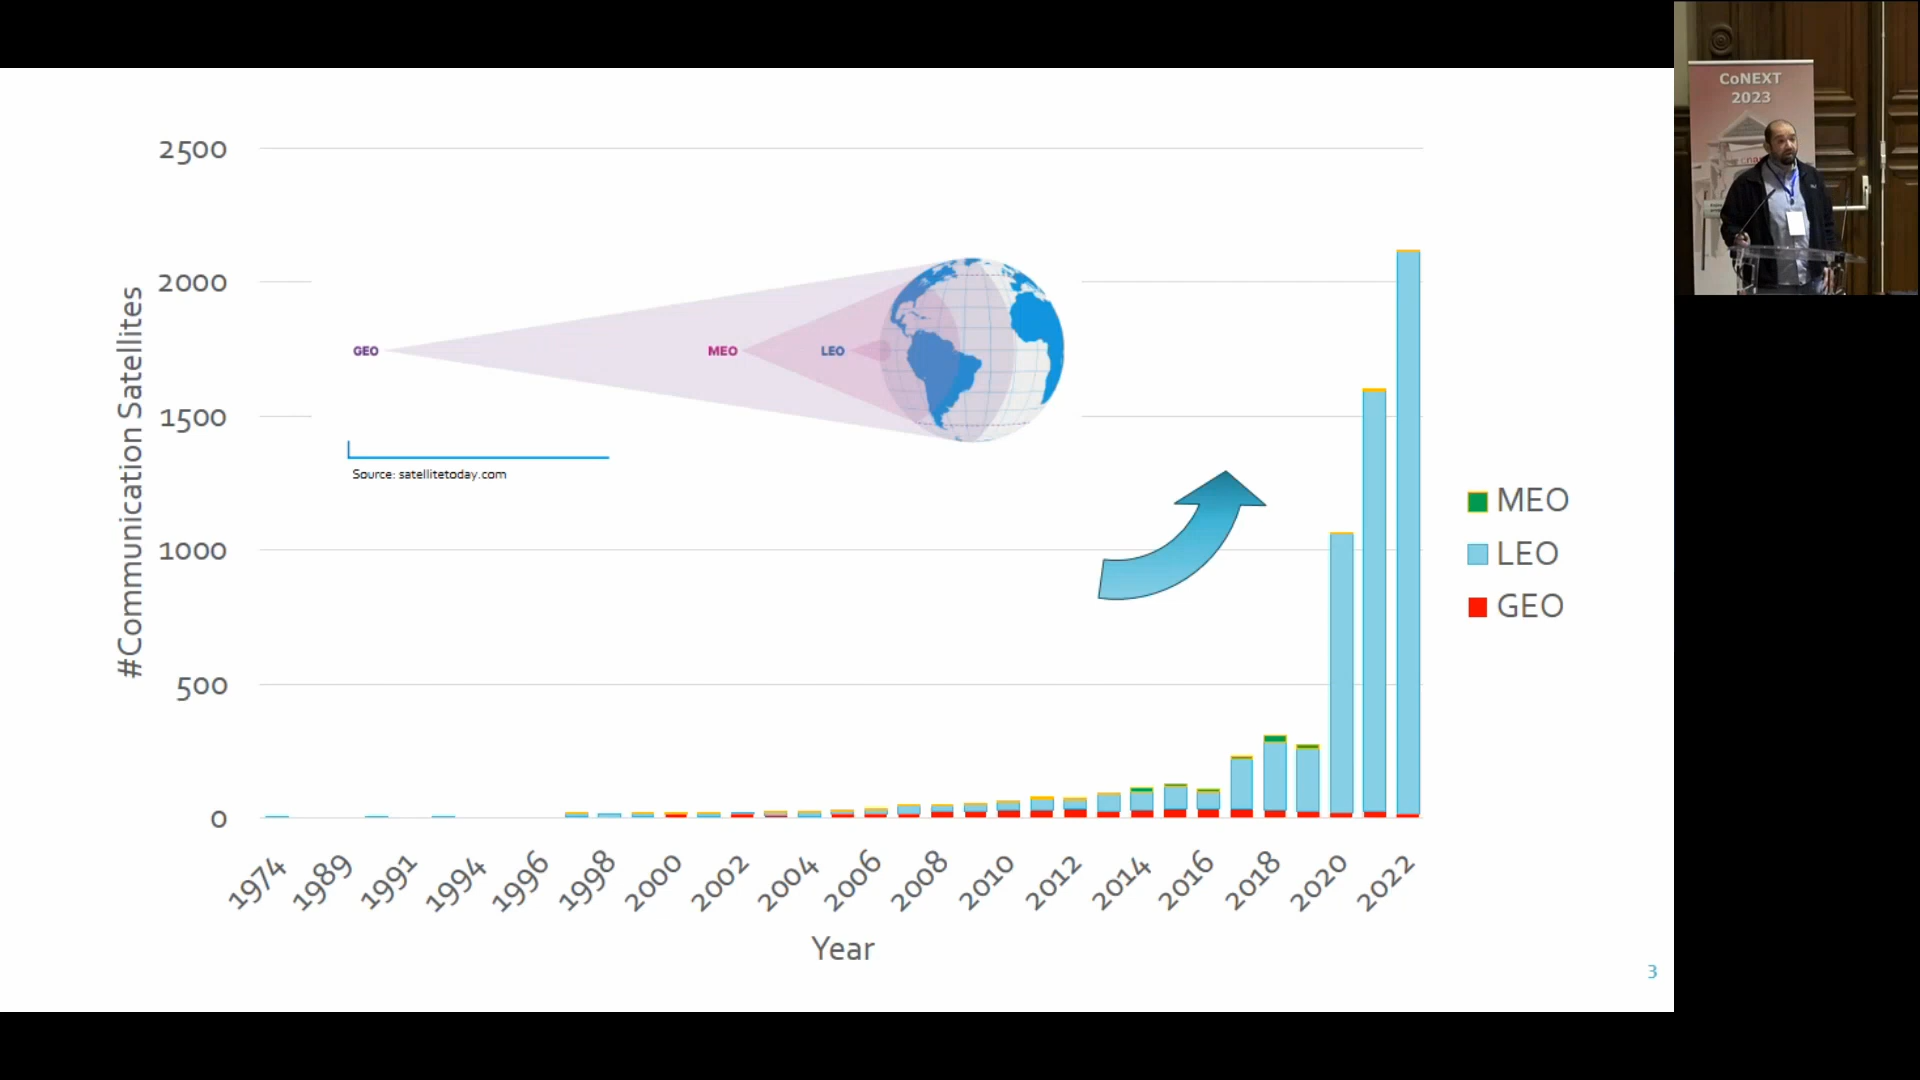 2500
2000
1500
1000
500
0
#Communication Satellites
GEO
MEO
LEO
Source: satellitetoday.com
MEO
LEO
GEO
1974
1989
1991
1994
1996
1998
2000
2002
2004
2006
2008
2010
2012
2014
2016
2018
2020
2022
Year
3
CoNEXT
2023